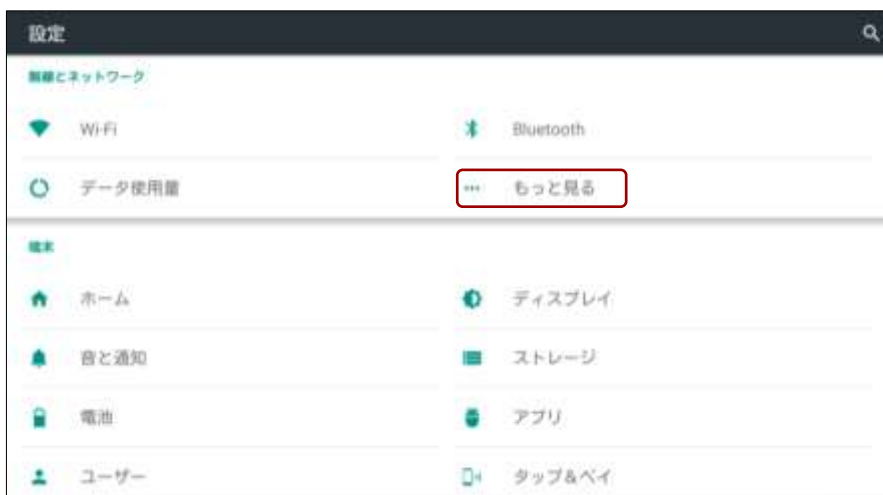 設定
無線とネットワーク
Wi-Fi
Bluetooth
データ使用量
もっと見る
端末
ホーム
ディスプレイ
音と通知
ストレージ
電池
アプリ
ユーザー
タップ&ペイ